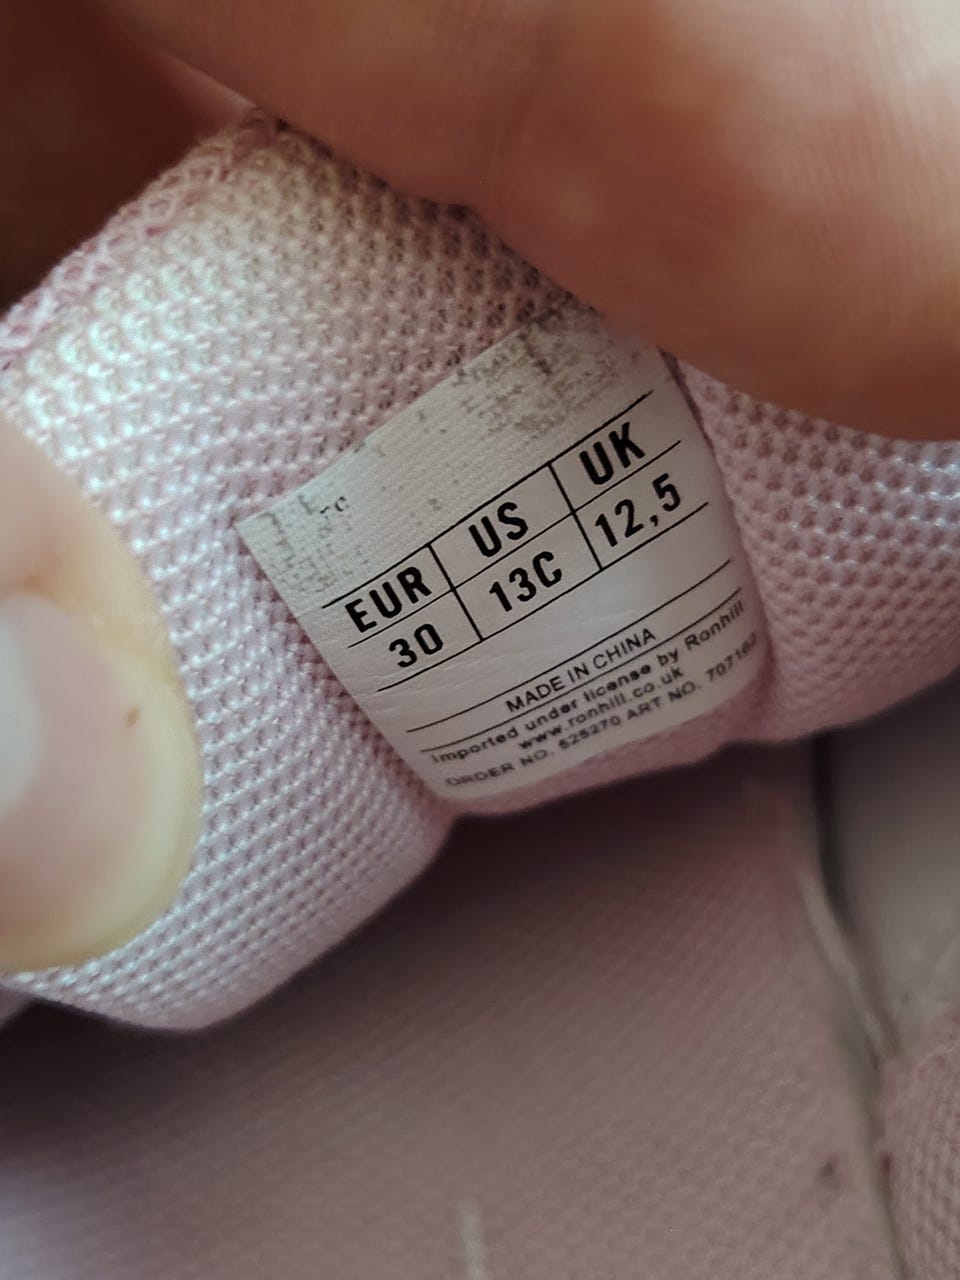 EUR US UK
30 13C 12,5
MADE IN CHINA
Imported under license by Ronhill
www.ronhill.co.uk
ORDER NO. 525270 ART NO.